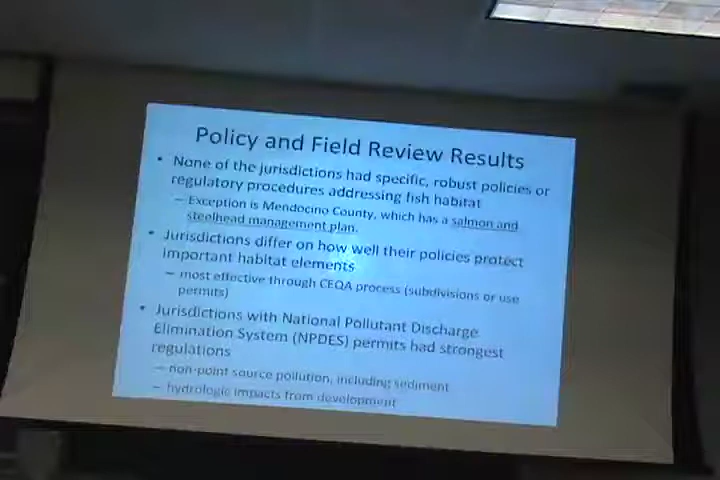 Policy and Field Review Results
• None of the jurisdictions had specific, robust policies or
regulatory procedures addressing fish habitat
– Exception is Mendocino County, which has a salmon and
steelhead management plan.
• Jurisdictions differ on how well their policies protect
important habitat elements
– most effective through CEQA process (subdivisions or use
permits)
• Jurisdictions with National Pollutant Discharge
Elimination System (NPDES) permits had strongest
regulations
– non-point source pollution, including sediment
– hydrologic impacts from development